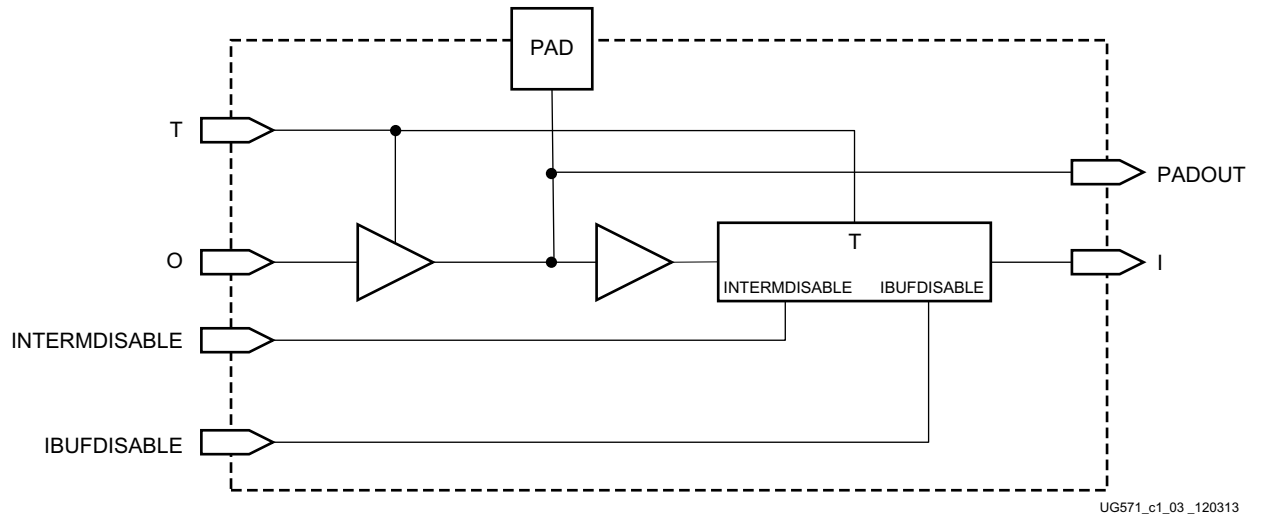 PAD
T
PADOUT
O
T
I
INTERMDISABLE IBUFDISABLE
INTERMDISABLE
IBUFDISABLE
UG571_c1_03 _120313